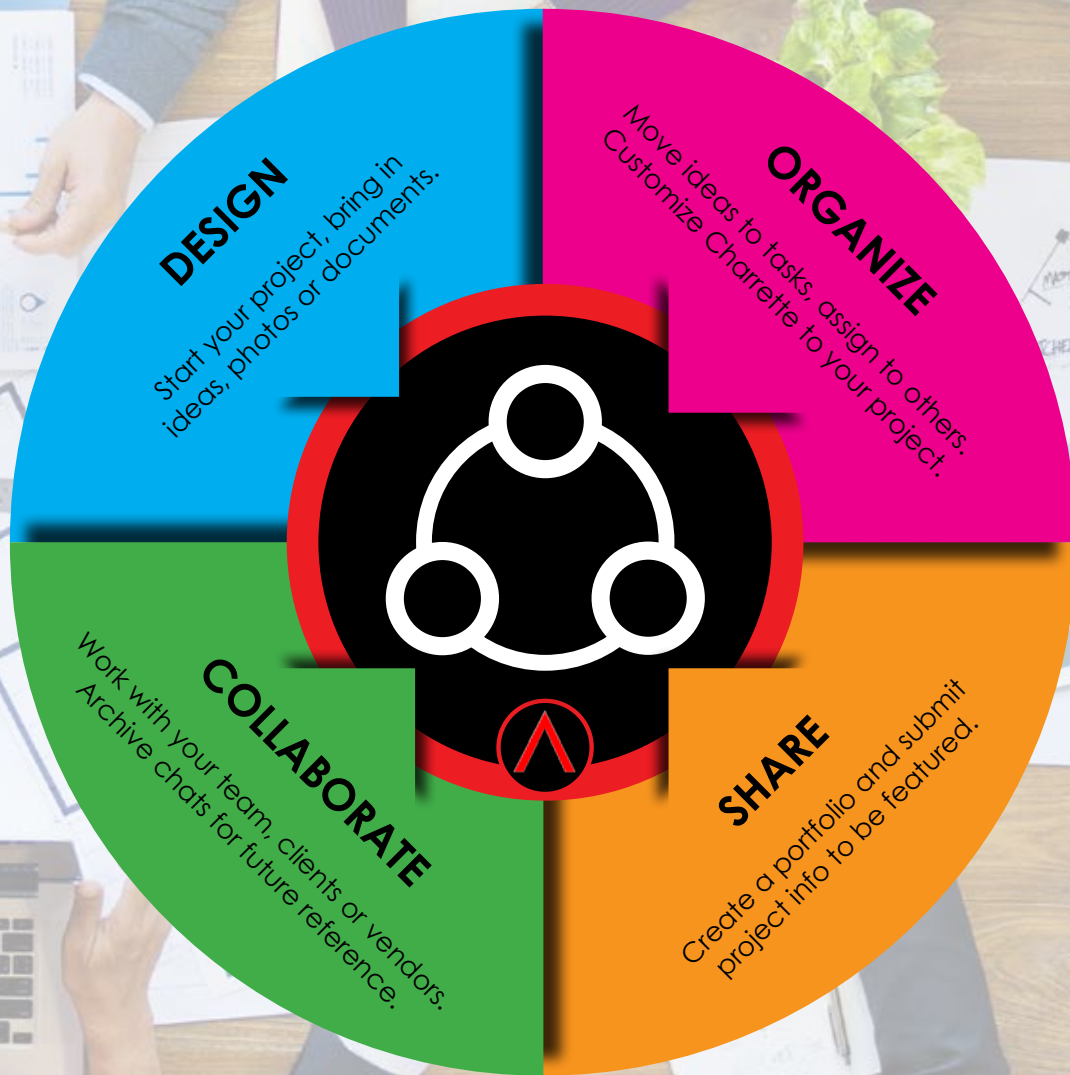 DESIGN
Start your project, bring in
ideas, photos or documents.
ORGANIZE
Move ideas to tasks, assign to others.
Customize Charrette to your project.
COLLABORATE
Work with your team, clients or vendors.
Archive chats for future reference.
SHARE
Create a portfolio and submit
project info to be featured.